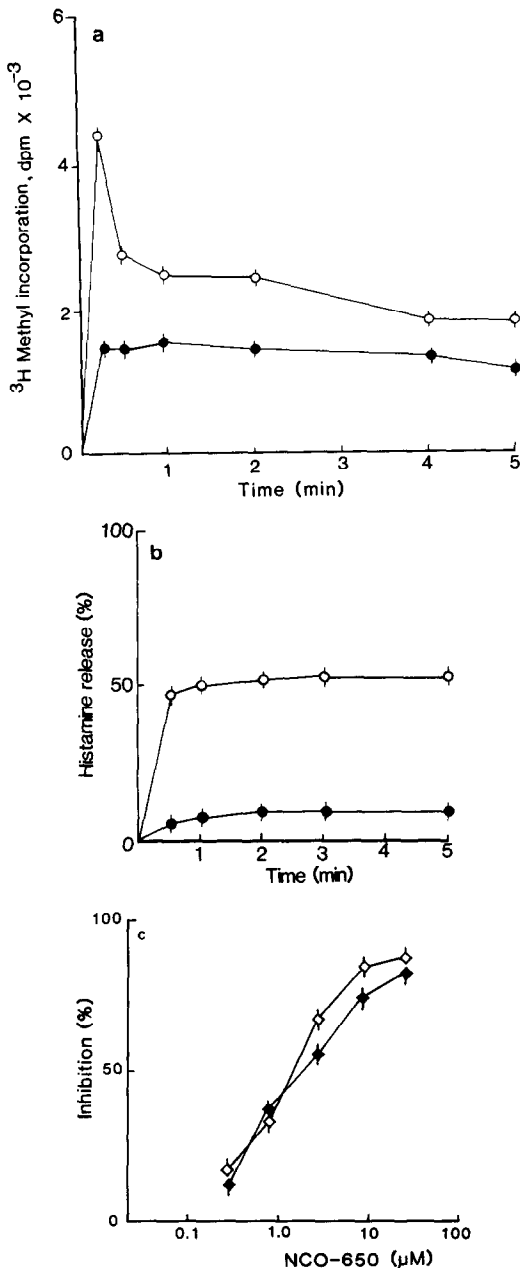 a
6
4
2
0
³H Methyl incorporation, dpm X 10⁻³
1 2 3 4 5
Time (min)
b
100
50
0
Histamine release (%)
1 2 3 4 5
Time (min)
c
100
50
0
Inhibition (%)
0.1 1.0 10 100
NCO-650 (μM)